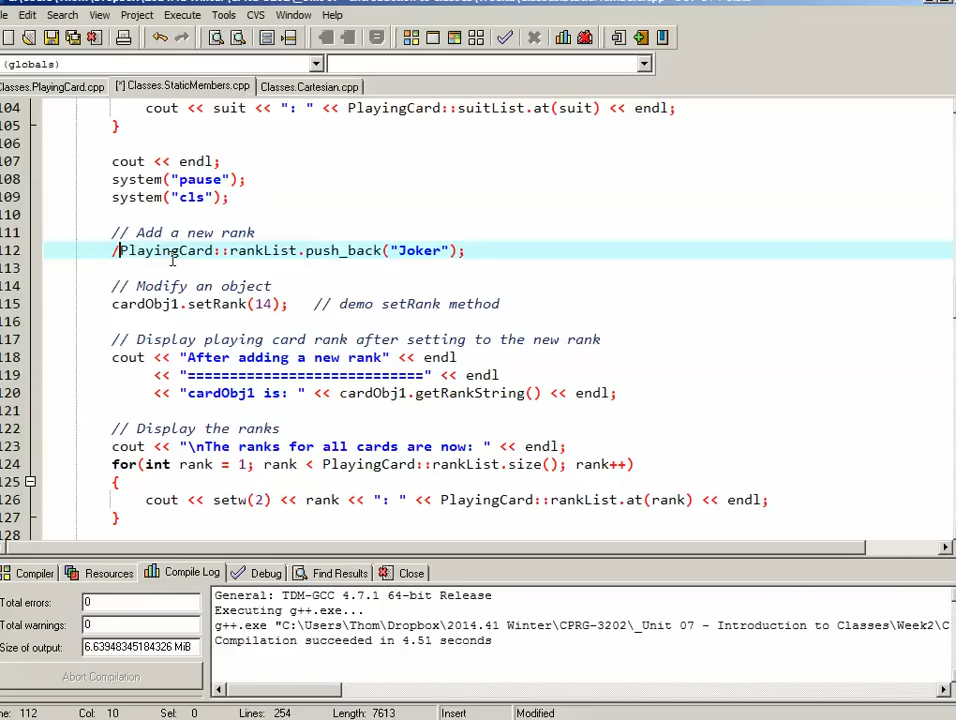 Edit Search View Project Execute Tools CVS Window Help
(globals)
Classes.PlayingCard.cpp [*] Classes.StaticMembers.cpp Classes.Cartesian.cpp
104 cout << suit << ": " << PlayingCard::suitList.at(suit) << endl;
105 }
106
107 cout << endl;
108 system("pause");
109 system("cls");
110
111 // Add a new rank
112 /PlayingCard::rankList.push_back("Joker");
113
114 // Modify an object
115 cardObj1.setRank(14); // demo setRank method
116
117 // Display playing card rank after setting to the new rank
118 cout << "After adding a new rank" << endl
119 << "============================" << endl
120 << "cardObj1 is: " << cardObj1.getRankString() << endl;
121
122 // Display the ranks
123 cout << "\nThe ranks for all cards are now: " << endl;
124 for(int rank = 1; rank < PlayingCard::rankList.size(); rank++)
125 {
126 cout << setw(2) << rank << ": " << PlayingCard::rankList.at(rank) << endl;
127 }
128
Compiler Resources Compile Log Debug Find Results Close
Total errors: 0
Total warnings: 0
Size of output: 6.63948345184326 MiB
Abort Compilation
General: TDM-GCC 4.7.1 64-bit Release
Executing g++.exe...
g++.exe "C:\Users\Thom\Dropbox\2014.41 Winter\CPRG-3202\_Unit 07 - Introduction to Classes\Week2\C
Compilation succeeded in 4.51 seconds
ine: 112 Col: 10 Sel: 0 Lines: 254 Length: 7613 Insert Modified